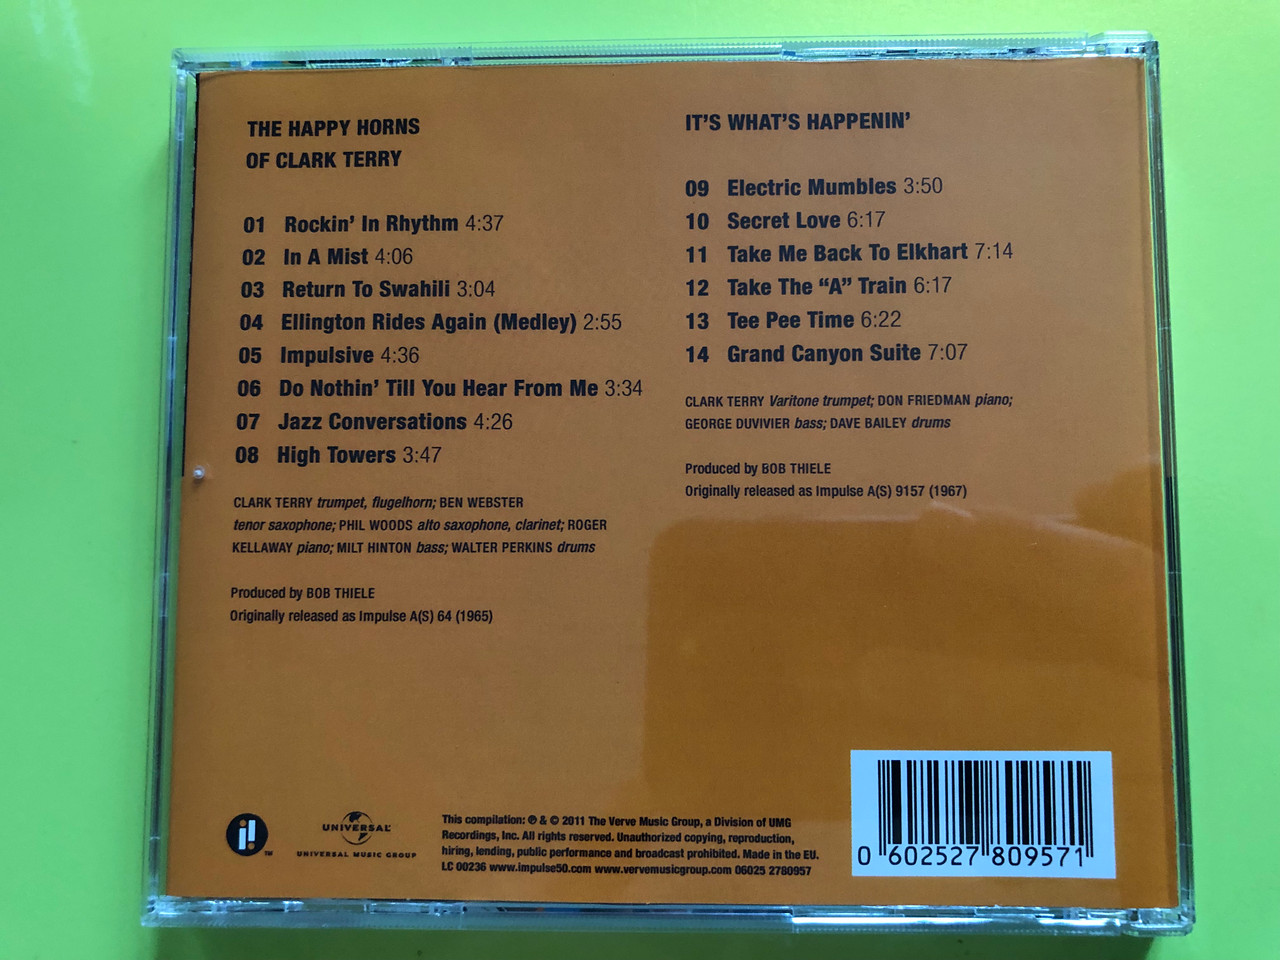 THE HAPPY HORNS
OF CLARK TERRY
01 Rockin' In Rhythm 4:37
02 In A Mist 4:06
03 Return To Swahili 3:04
04 Ellington Rides Again (Medley) 2:55
05 Impulsive 4:36
06 Do Nothin' Till You Hear From Me 3:34
07 Jazz Conversations 4:26
08 High Towers 3:47
CLARK TERRY trumpet, flugelhorn; BEN WEBSTER
tenor saxophone; PHIL WOODS alto saxophone, clarinet; ROGER
KELLAWAY piano; MILT HINTON bass; WALTER PERKINS drums
Produced by BOB THIELE
Originally released as Impulse A(S) 64 (1965)
IT'S WHAT'S HAPPENIN'
09 Electric Mumbles 3:50
10 Secret Love 6:17
11 Take Me Back To Elkhart 7:14
12 Take The “A” Train 6:17
13 Tee Pee Time 6:22
14 Grand Canyon Suite 7:07
CLARK TERRY Varitone trumpet; DON FRIEDMAN piano;
GEORGE DUVIVIER bass; DAVE BAILEY drums
Produced by BOB THIELE
Originally released as Impulse A(S) 9157 (1967)
i! ™
UNIVERSAL
UNIVERSAL MUSIC GROUP
This compilation: ℗ & © 2011 The Verve Music Group, a Division of UMG
Recordings, Inc. All rights reserved. Unauthorized copying, reproduction,
hiring, lending, public performance and broadcast prohibited. Made in the EU.
LC 00236 www.impulse50.com www.vervemusicgroup.com 06025 2780957
0 602527 809571